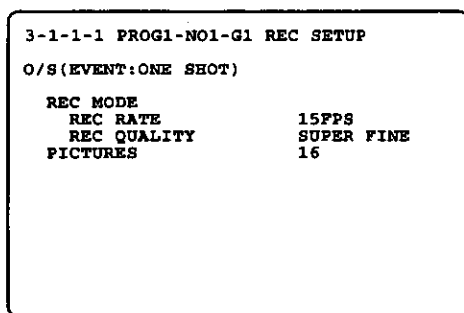 3-1-1-1 PROG1-NO1-G1 REC SETUP
O/S(EVENT:ONE SHOT)
REC MODE
REC RATE 15FPS
REC QUALITY SUPER FINE
PICTURES 16